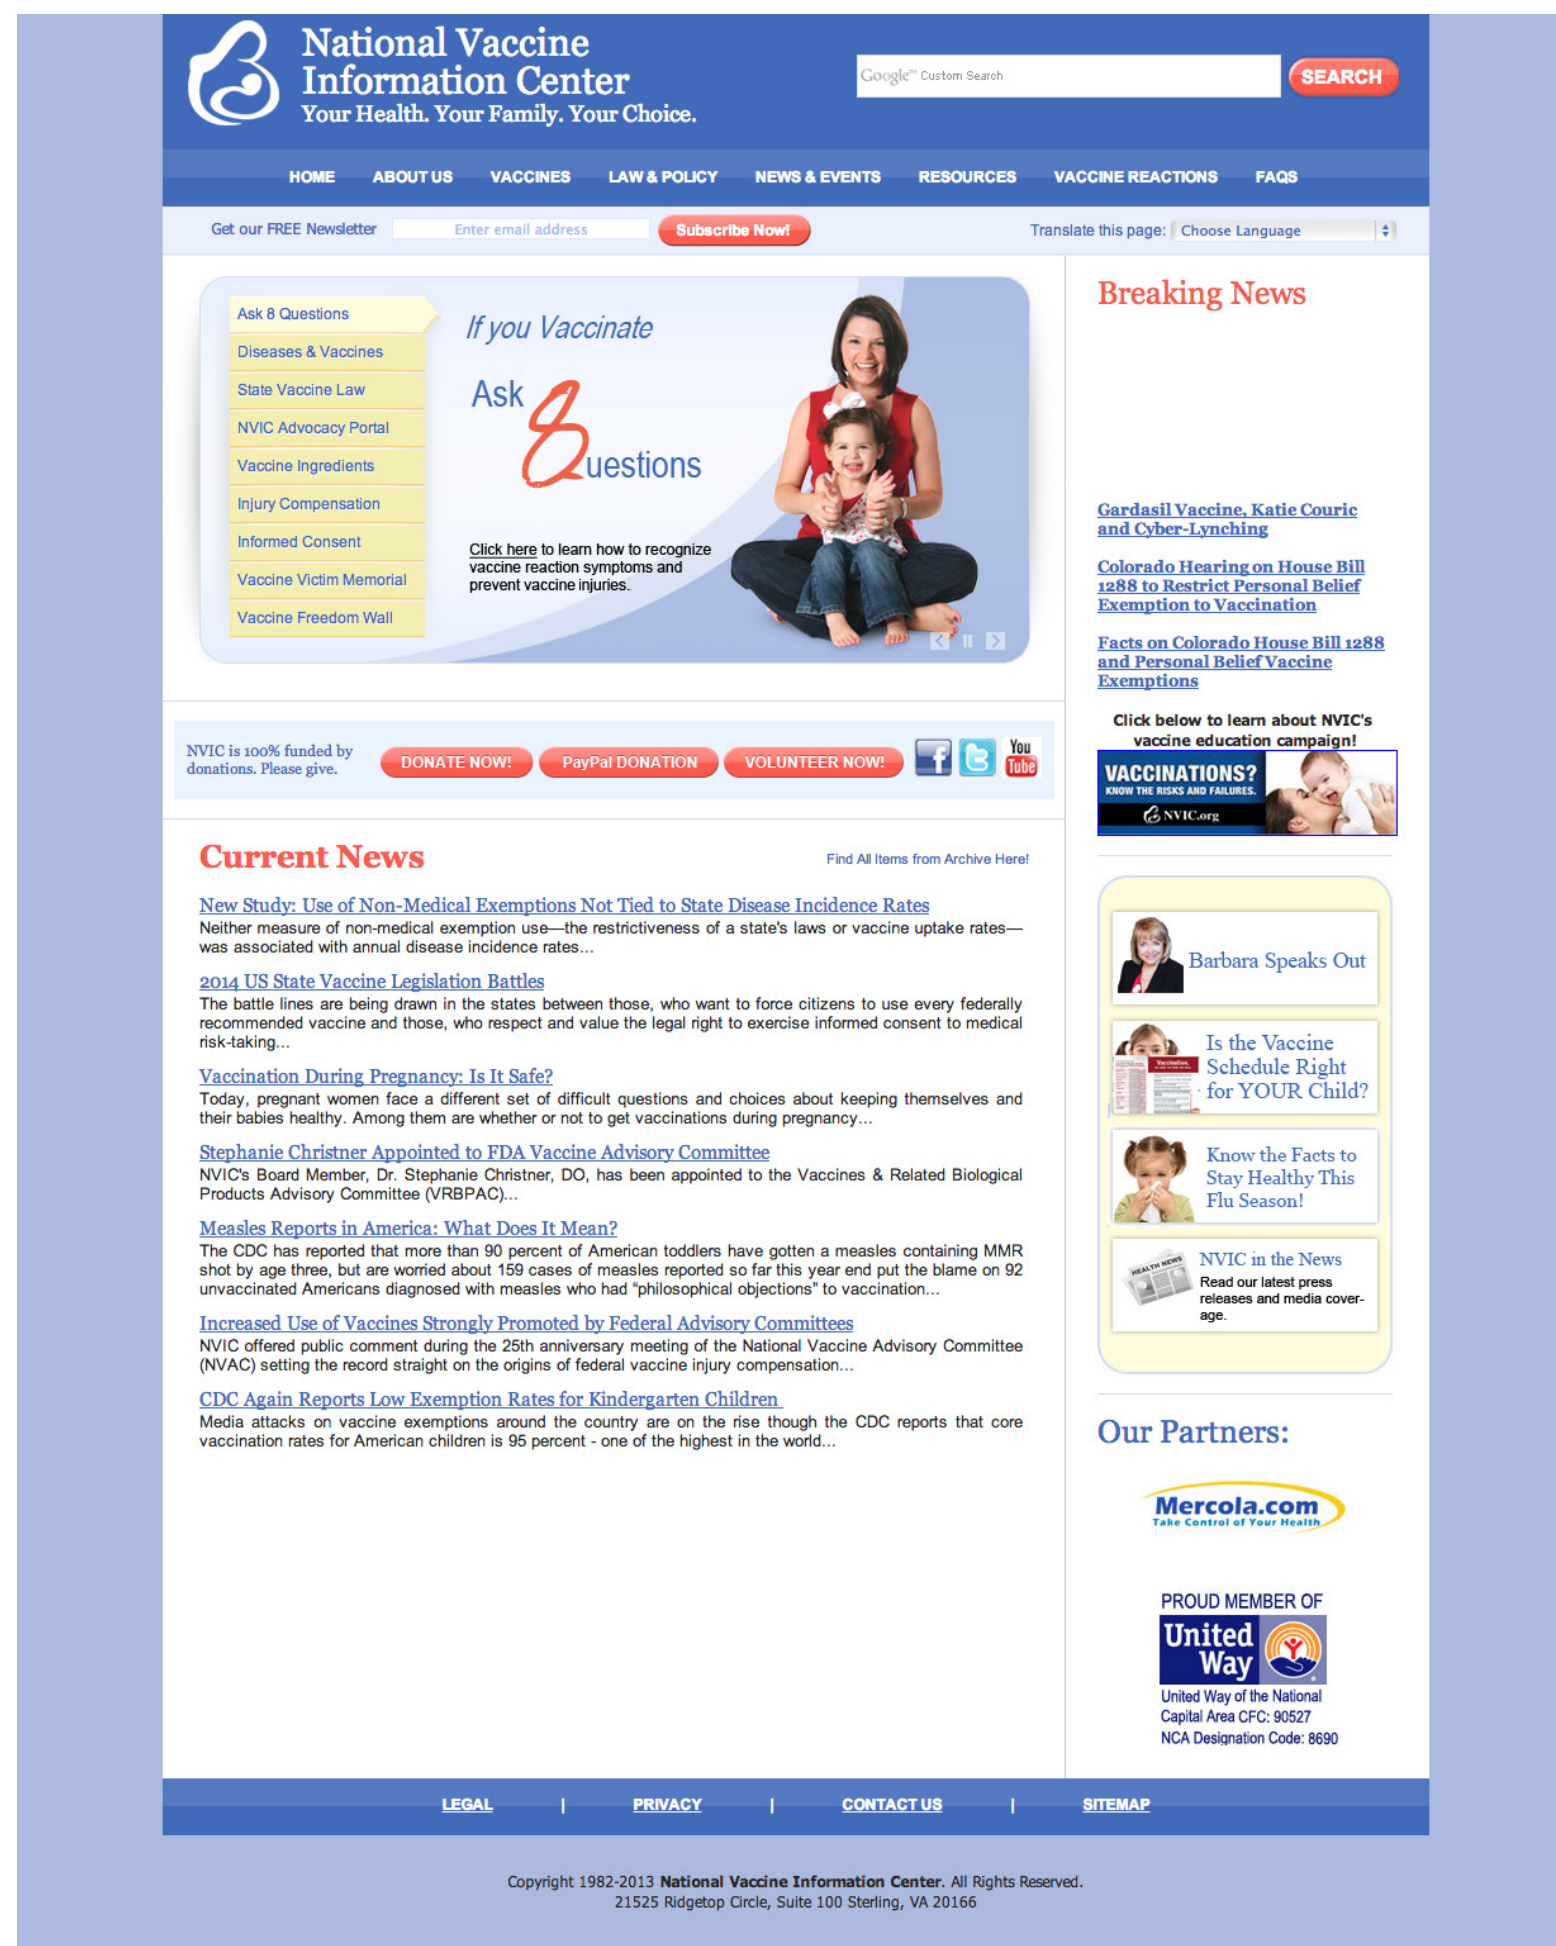 National Vaccine
Information Center
Your Health. Your Family. Your Choice.
Google™ Custom Search
SEARCH
HOME ABOUT US VACCINES LAW & POLICY NEWS & EVENTS RESOURCES VACCINE REACTIONS FAQS
Get our FREE Newsletter Enter email address Subscribe Now! Translate this page: Choose Language
Ask 8 Questions
Diseases & Vaccines
State Vaccine Law
NVIC Advocacy Portal
Vaccine Ingredients
Injury Compensation
Informed Consent
Vaccine Victim Memorial
Vaccine Freedom Wall
If you Vaccinate
Ask 8
Questions
Click here to learn how to recognize
vaccine reaction symptoms and
prevent vaccine injuries.
NVIC is 100% funded by
donations. Please give.
DONATE NOW! PayPal DONATION VOLUNTEER NOW! f t You
Tube
Current News
Find All Items from Archive Here!
New Study: Use of Non-Medical Exemptions Not Tied to State Disease Incidence Rates
Neither measure of non-medical exemption use—the restrictiveness of a state's laws or vaccine uptake rates—
was associated with annual disease incidence rates...
2014 US State Vaccine Legislation Battles
The battle lines are being drawn in the states between those, who want to force citizens to use every federally
recommended vaccine and those, who respect and value the legal right to exercise informed consent to medical
risk-taking...
Vaccination During Pregnancy: Is It Safe?
Today, pregnant women face a different set of difficult questions and choices about keeping themselves and
their babies healthy. Among them are whether or not to get vaccinations during pregnancy...
Stephanie Christner Appointed to FDA Vaccine Advisory Committee
NVIC's Board Member, Dr. Stephanie Christner, DO, has been appointed to the Vaccines & Related Biological
Products Advisory Committee (VRBPAC)...
Measles Reports in America: What Does It Mean?
The CDC has reported that more than 90 percent of American toddlers have gotten a measles containing MMR
shot by age three, but are worried about 159 cases of measles reported so far this year end put the blame on 92
unvaccinated Americans diagnosed with measles who had “philosophical objections” to vaccination...
Increased Use of Vaccines Strongly Promoted by Federal Advisory Committees
NVIC offered public comment during the 25th anniversary meeting of the National Vaccine Advisory Committee
(NVAC) setting the record straight on the origins of federal vaccine injury compensation...
CDC Again Reports Low Exemption Rates for Kindergarten Children
Media attacks on vaccine exemptions around the country are on the rise though the CDC reports that core
vaccination rates for American children is 95 percent - one of the highest in the world...
Breaking News
Gardasil Vaccine, Katie Couric
and Cyber-Lynching
Colorado Hearing on House Bill
1288 to Restrict Personal Belief
Exemption to Vaccination
Facts on Colorado House Bill 1288
and Personal Belief Vaccine
Exemptions
Click below to learn about NVIC's
vaccine education campaign!
VACCINATIONS?
KNOW THE RISKS AND FAILURES.
NVIC.org
Barbara Speaks Out
Vaccination.
Is the Vaccine
Schedule Right
for YOUR Child?
Know the Facts to
Stay Healthy This
Flu Season!
HEALTH NEWS
NVIC in the News
Read our latest press
releases and media cover-
age.
Our Partners:
Mercola.com
Take Control of Your Health
PROUD MEMBER OF
United
Way
United Way of the National
Capital Area CFC: 90527
NCA Designation Code: 8690
LEGAL | PRIVACY | CONTACT US | SITEMAP
Copyright 1982-2013 National Vaccine Information Center. All Rights Reserved.
21525 Ridgetop Circle, Suite 100 Sterling, VA 20166